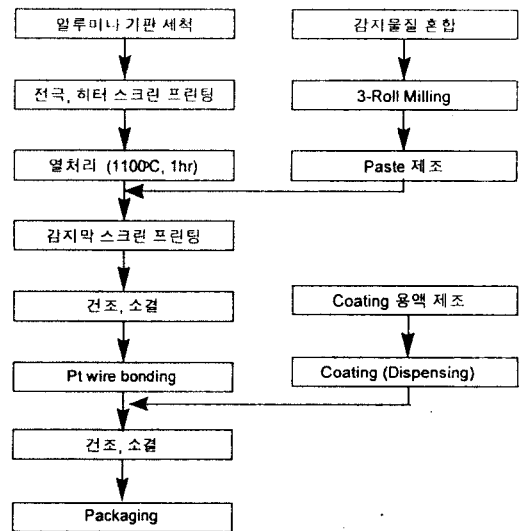 알루미나 기판 세척
전극, 히터 스크린 프린팅
열처리 (1100℃, 1hr)
감지막 스크린 프린팅
건조, 소결
Pt wire bonding
건조, 소결
Packaging
감지물질 혼합
3-Roll Milling
Paste 제조
Coating 용액 제조
Coating (Dispensing)